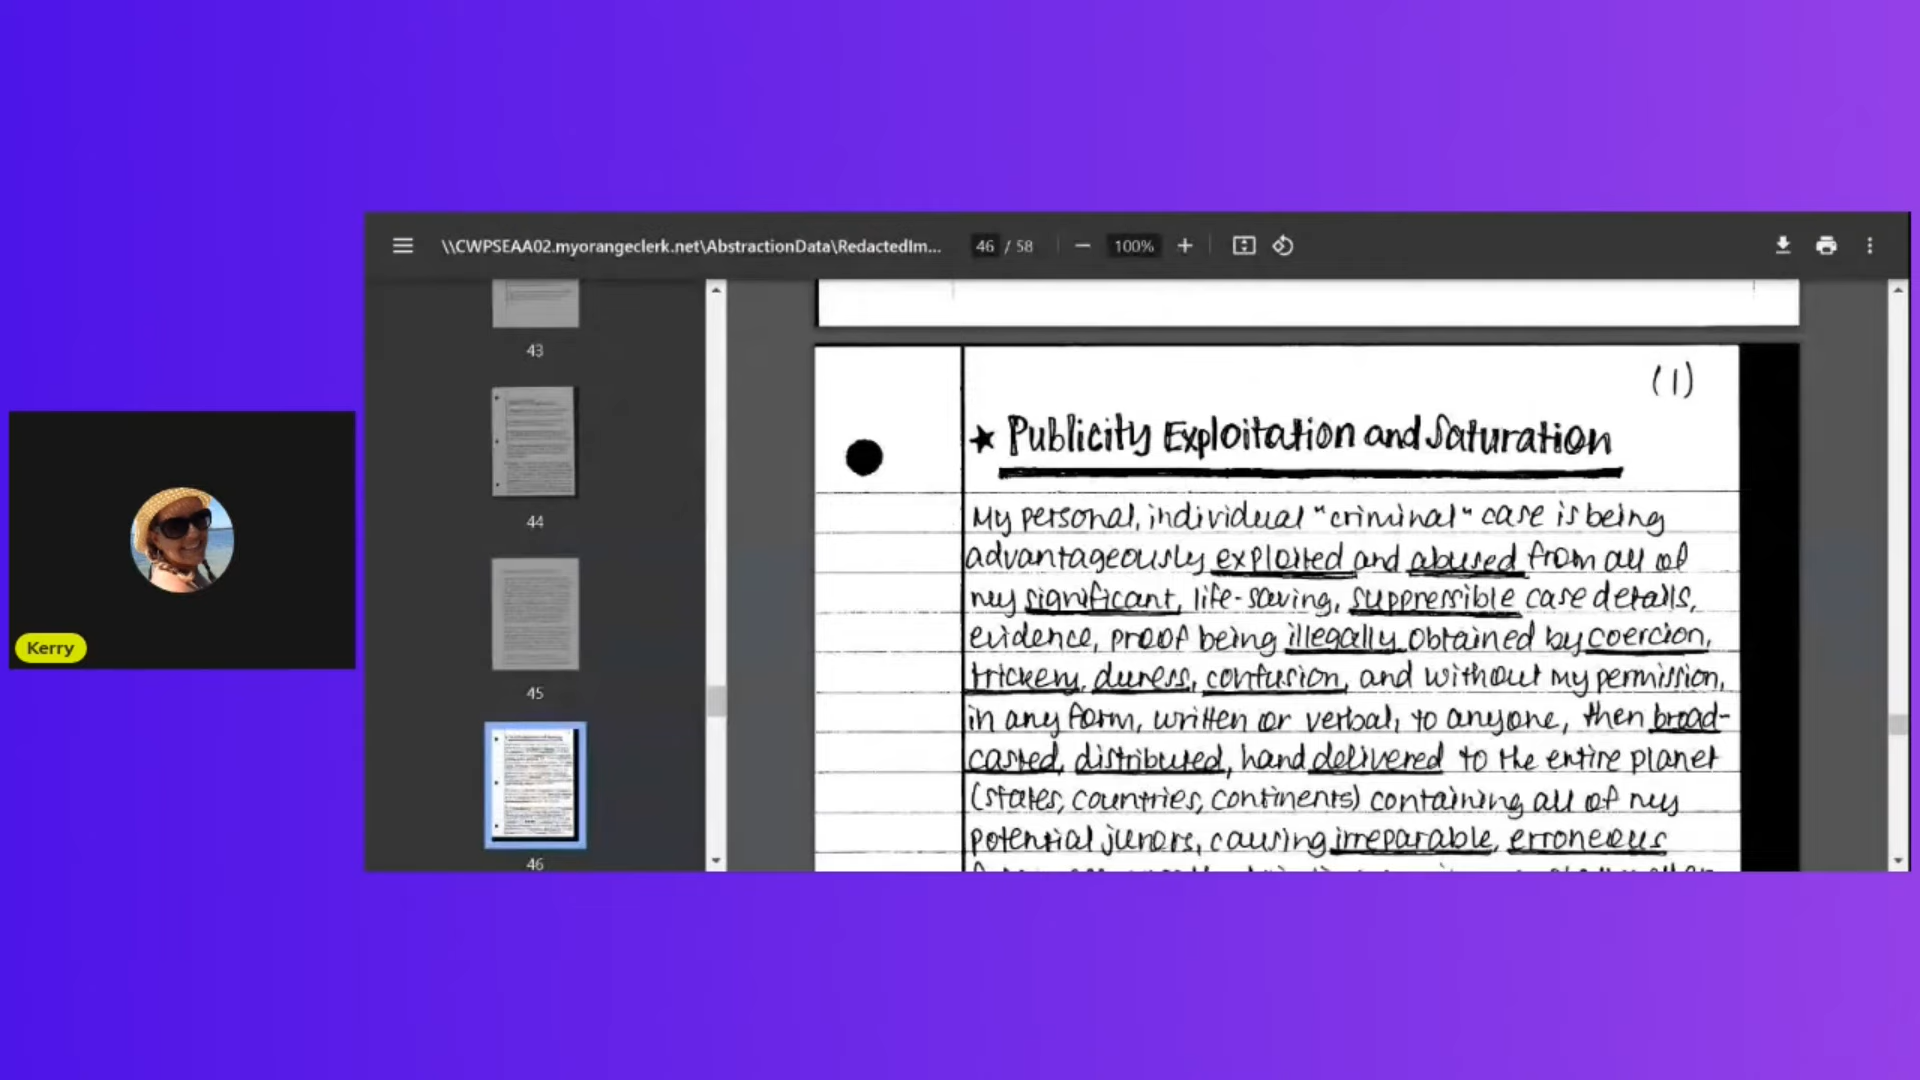 \\CWPSEAA02.myorangeclerk.net\AbstractionData\RedactedIm... 46 / 58 100%
43
44
45
46
Kerry
(1)
★ Publicity Exploitation and Saturation
My personal, individual "criminal" case is being
advantageously exploited and abused from all of
my significant, life-saving, suppressible case details,
evidence, proof being illegally obtained by coercion,
trickery, duress, confusion, and without my permission,
in any form, written or verbal, to anyone, then broad-
casted, distributed, hand delivered to the entire planet
(states, countries, continents) containing all of my
potential jurors, causing irreparable, erroneous